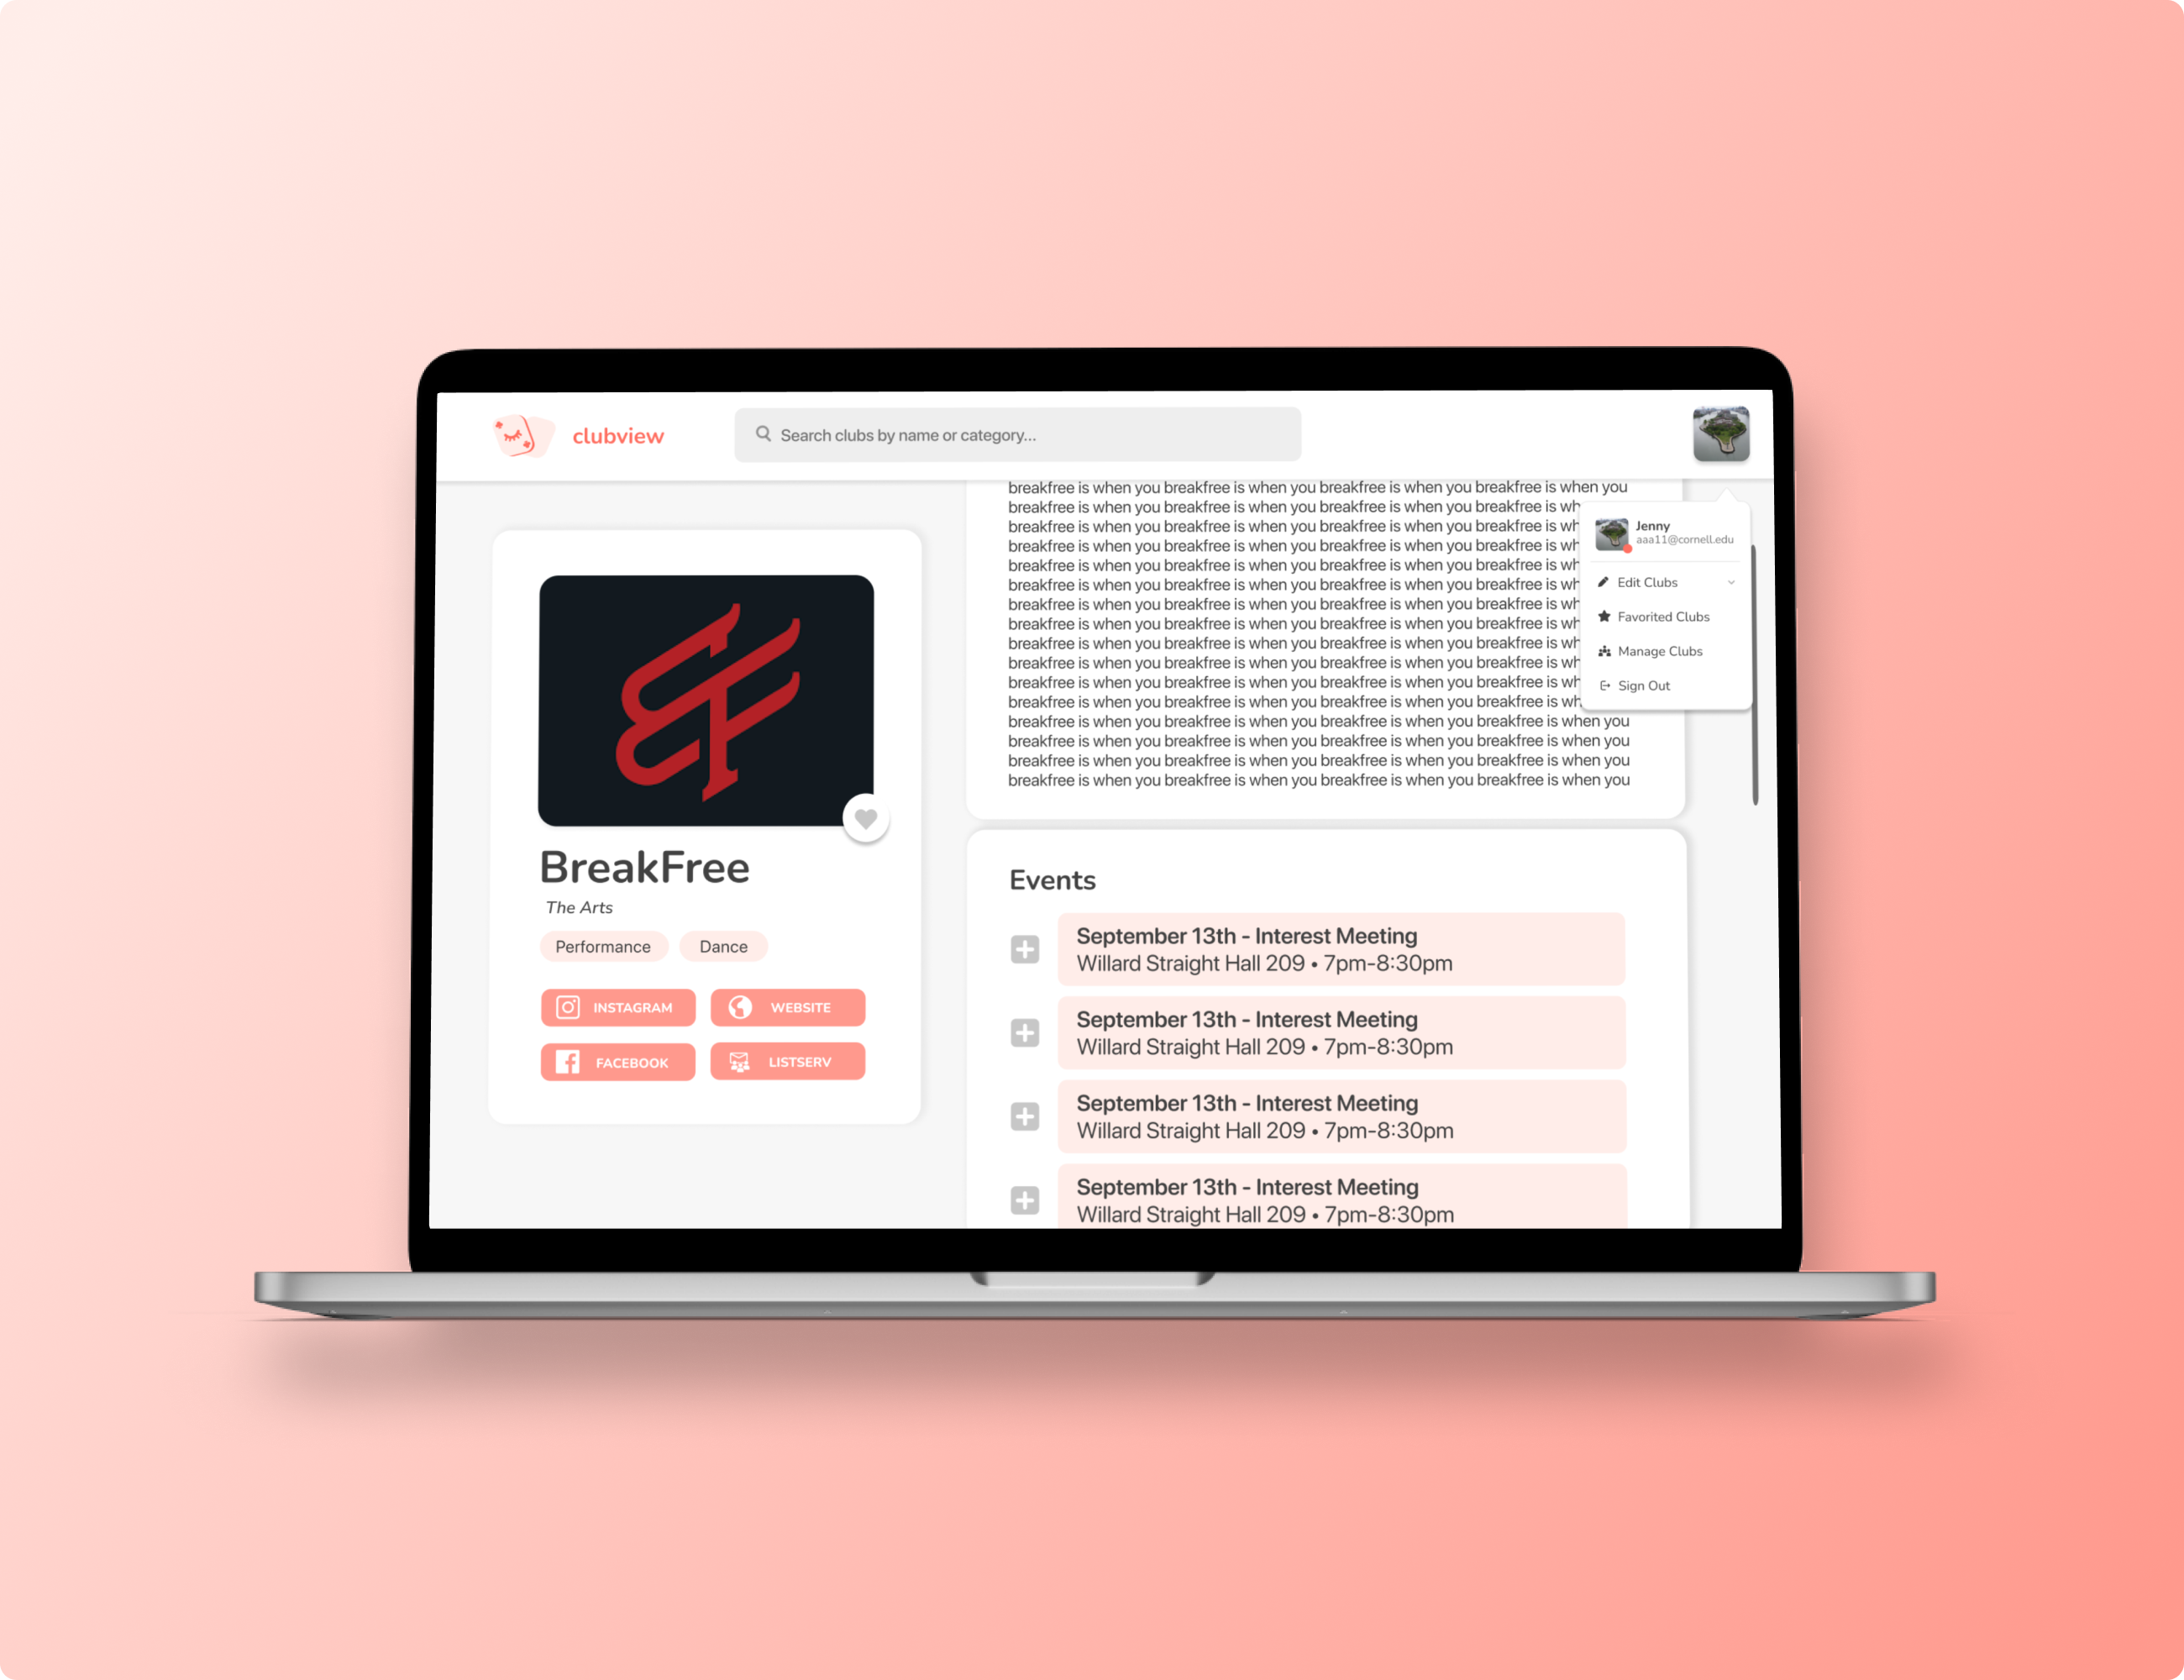 clubview
Search clubs by name or category...
BreakFree
The Arts
Performance
Dance
INSTAGRAM
WEBSITE
FACEBOOK
LISTSERV
breakfree is when you breakfree is when you breakfree is when you breakfree is when you
breakfree is when you breakfree is when you breakfree is when you breakfree is
breakfree is when you breakfree is when you breakfree is when you breakfree is
breakfree is when you breakfree is when you breakfree is when you breakfree is
breakfree is when you breakfree is when you breakfree is when you breakfree is
breakfree is when you breakfree is when you breakfree is when you breakfree is
breakfree is when you breakfree is when you breakfree is when you breakfree is
breakfree is when you breakfree is when you breakfree is when you breakfree is
breakfree is when you breakfree is when you breakfree is when you breakfree is
breakfree is when you breakfree is when you breakfree is when you breakfree is
breakfree is when you breakfree is when you breakfree is when you breakfree is
breakfree is when you breakfree is when you breakfree is when you breakfree is
breakfree is when you breakfree is when you breakfree is when you breakfree is when you
breakfree is when you breakfree is when you breakfree is when you breakfree is when you
breakfree is when you breakfree is when you breakfree is when you breakfree is when you
breakfree is when you breakfree is when you breakfree is when you breakfree is when you
Jenny
aaa11@cornell.edu
Edit Clubs
Favorited Clubs
Manage Clubs
Sign Out
Events
September 13th - Interest Meeting
Willard Straight Hall 209 • 7pm-8:30pm
September 13th - Interest Meeting
Willard Straight Hall 209 • 7pm-8:30pm
September 13th - Interest Meeting
Willard Straight Hall 209 • 7pm-8:30pm
September 13th - Interest Meeting
Willard Straight Hall 209 • 7pm-8:30pm